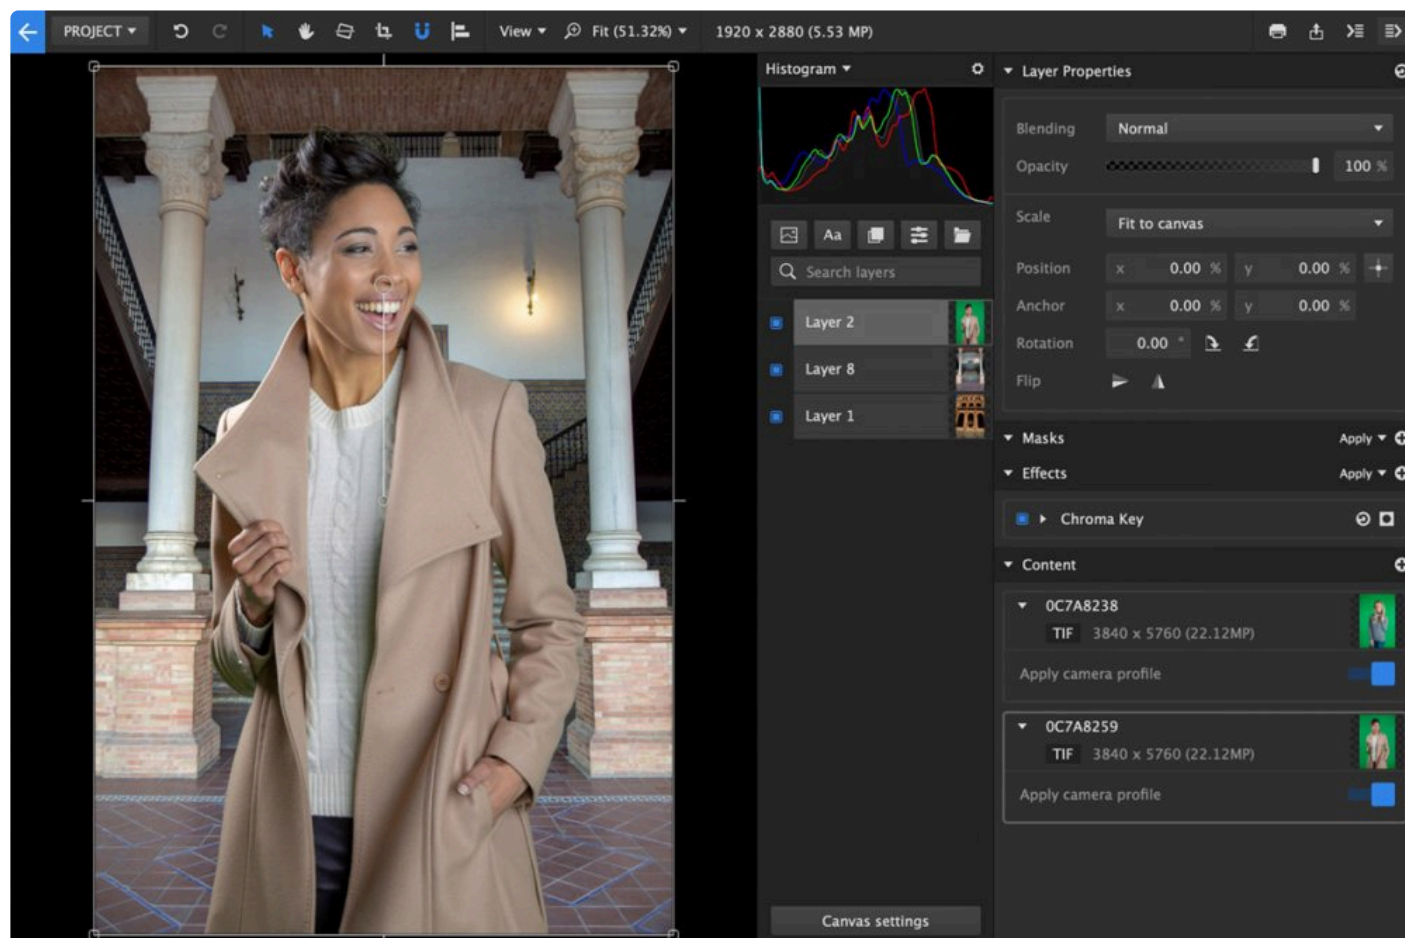 PROJECT
View
Fit (51.32%)
1920 x 2880 (5.53 MP)
Histogram
Aa
Search layers
Layer 2
Layer 8
Layer 1
Canvas settings
Layer Properties
Blending Normal
Opacity 100 %
Scale Fit to canvas
Position x 0.00 % y 0.00 %
Anchor x 0.00 % y 0.00 %
Rotation 0.00 °
Flip
Masks Apply
Effects Apply
Chroma Key
Content
0C7A8238
TIF 3840 x 5760 (22.12MP)
Apply camera profile
0C7A8259
TIF 3840 x 5760 (22.12MP)
Apply camera profile